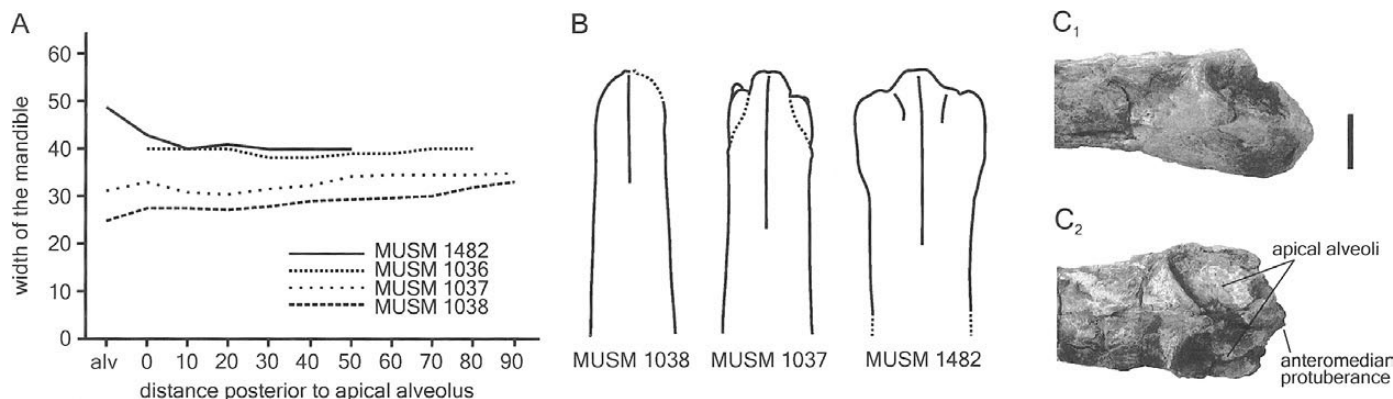 A
width of the mandible
60
50
40
30
20
10
0
MUSM 1482
MUSM 1036
MUSM 1037
MUSM 1038
alv 0 10 20 30 40 50 60 70 80 90
distance posterior to apical alveolus
B
MUSM 1038 MUSM 1037 MUSM 1482
C1
C2
apical alveoli
anteromedian
protuberance